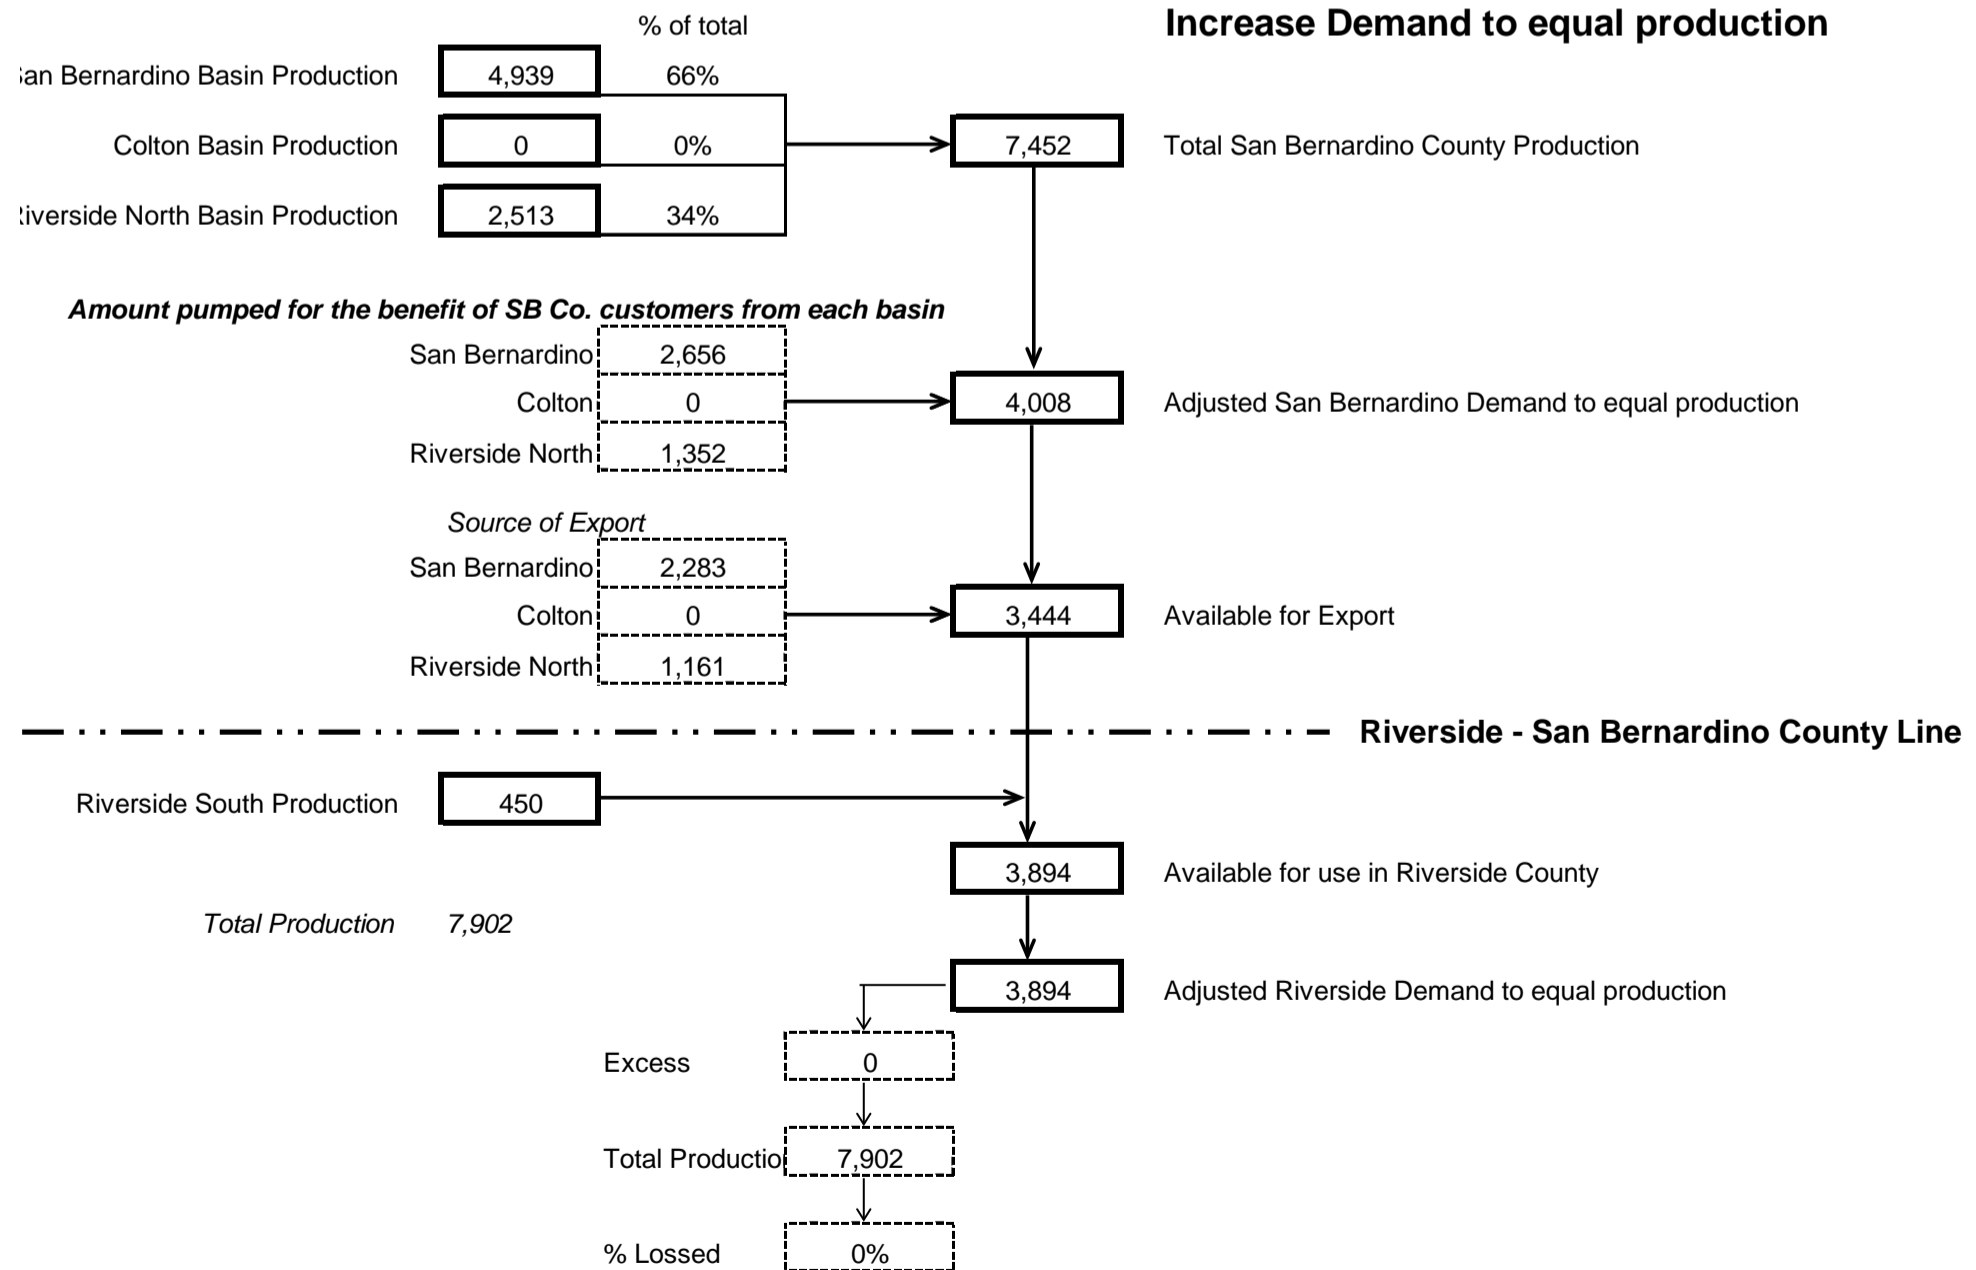 % of total
Increase Demand to equal production
an Bernardino Basin Production 4,939 66%
Colton Basin Production 0 0% 7,452 Total San Bernardino County Production
iverside North Basin Production 2,513 34%
Amount pumped for the benefit of SB Co. customers from each basin
San Bernardino 2,656
Colton 0 4,008 Adjusted San Bernardino Demand to equal production
Riverside North 1,352
Source of Export
San Bernardino 2,283
Colton 0 3,444 Available for Export
Riverside North 1,161
Riverside - San Bernardino County Line
Riverside South Production 450
3,894 Available for use in Riverside County
Total Production 7,902
3,894 Adjusted Riverside Demand to equal production
Excess 0
Total Productio 7,902
% Lossed 0%